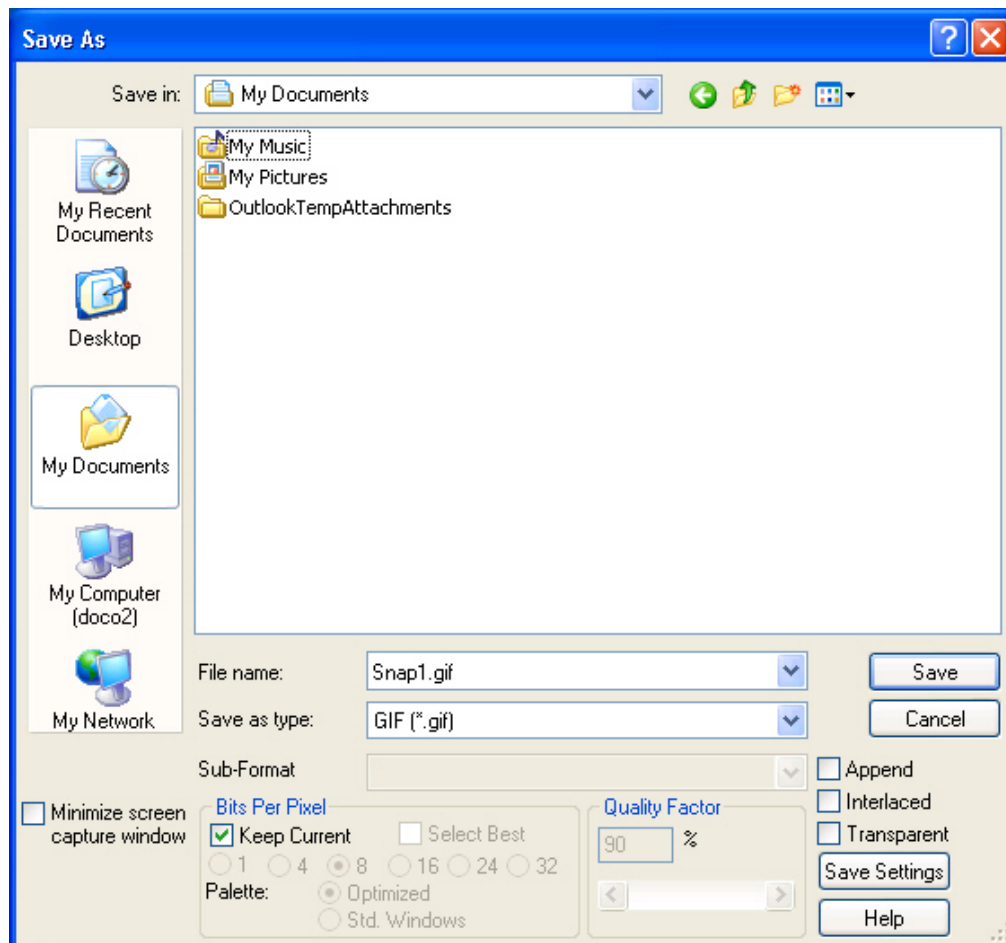 Save As
Save in:
My Documents
My Recent
Documents
Desktop
My Documents
My Computer
(doco2)
My Network
My Music
My Pictures
OutlookTempAttachments
File name:
Snap1.gif
Save
Save as type:
GIF (*.gif)
Cancel
Sub-Format
Append
Interlaced
Transparent
Minimize screen
capture window
Bits Per Pixel
Keep Current
Select Best
1 4 8 16 24 32
Palette:
Optimized
Std. Windows
Quality Factor
90 %
Save Settings
Help